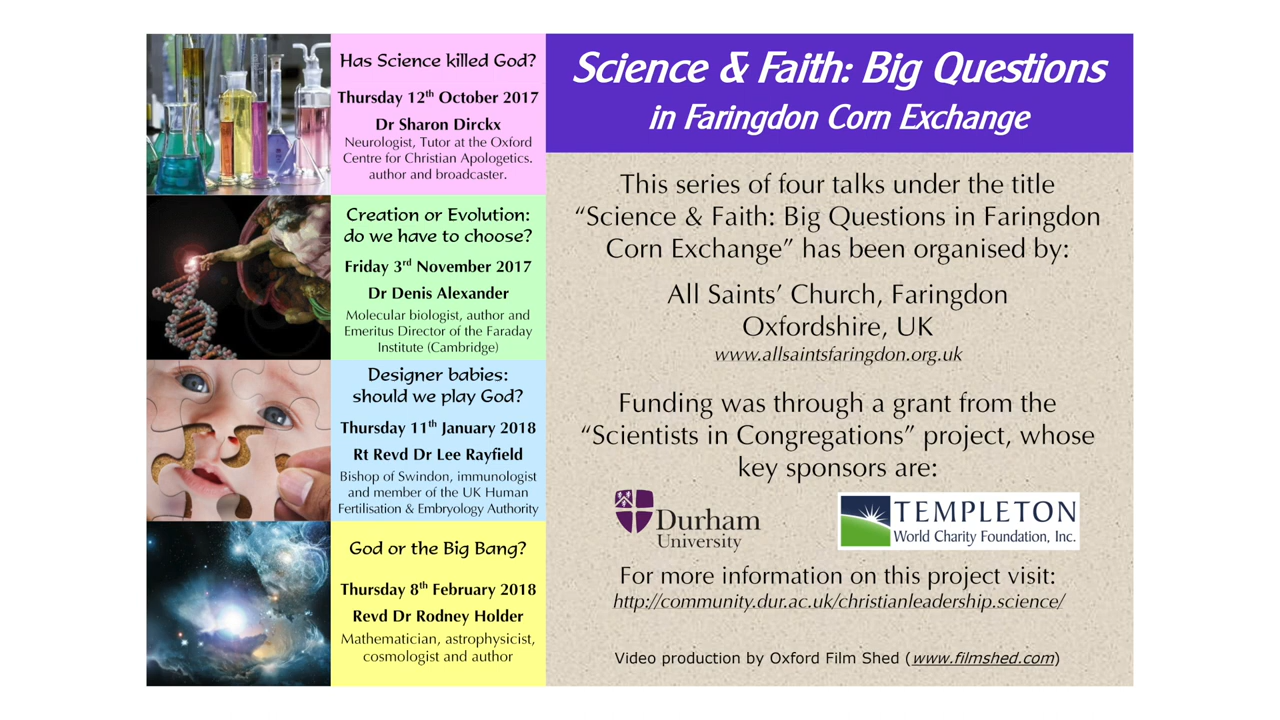 Has Science killed God?
Thursday 12th October 2017
Dr Sharon Dirckx
Neurologist, Tutor at the Oxford
Centre for Christian Apologetics.
author and broadcaster.
Creation or Evolution:
do we have to choose?
Friday 3rd November 2017
Dr Denis Alexander
Molecular biologist, author and
Emeritus Director of the Faraday
Institute (Cambridge)
Designer babies:
should we play God?
Thursday 11th January 2018
Rt Revd Dr Lee Rayfield
Bishop of Swindon, immunologist
and member of the UK Human
Fertilisation & Embryology Authority
God or the Big Bang?
Thursday 8th February 2018
Revd Dr Rodney Holder
Mathematician, astrophysicist,
cosmologist and author
Science & Faith: Big Questions
in Faringdon Corn Exchange
This series of four talks under the title
“Science & Faith: Big Questions in Faringdon
Corn Exchange” has been organised by:
All Saints’ Church, Faringdon
Oxfordshire, UK
www.allsaintsfaringdon.org.uk
Funding was through a grant from the
“Scientists in Congregations” project, whose
key sponsors are:
Durham
University
TEMPLETON
World Charity Foundation, Inc.
For more information on this project visit:
http://community.dur.ac.uk/christianleadership.science/
Video production by Oxford Film Shed (www.filmshed.com)